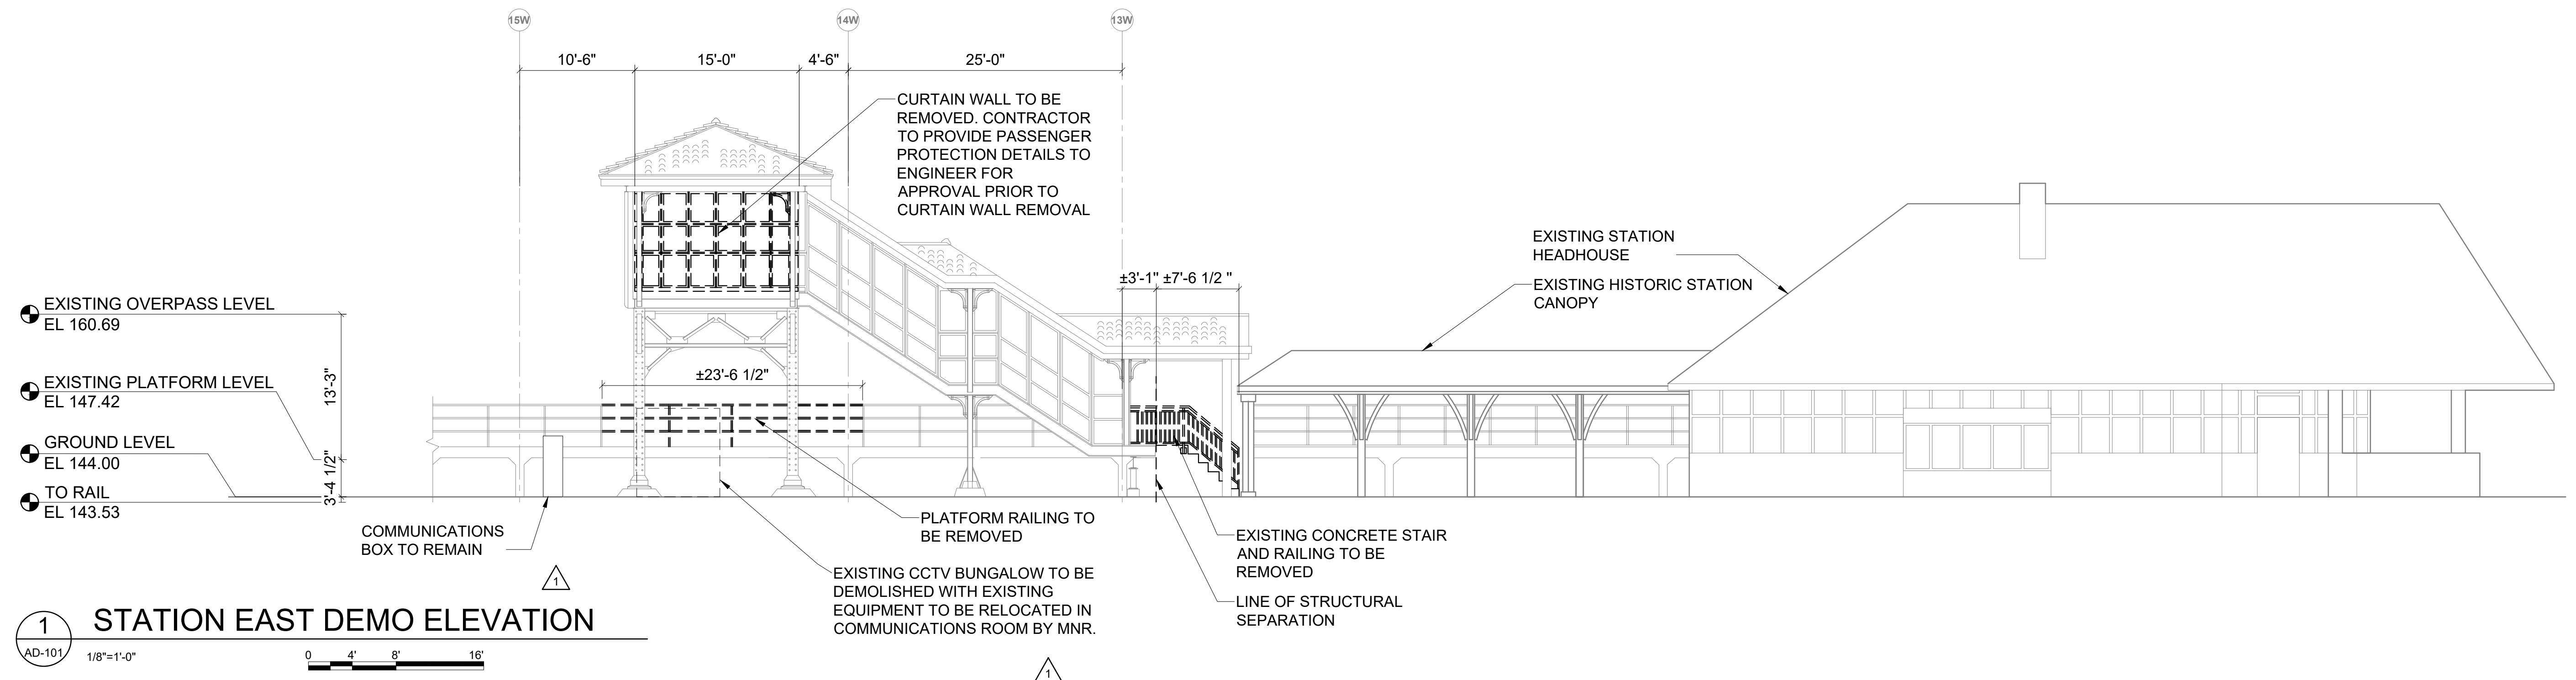 15W
14W
13W
10'-6"
15'-0"
4'-6"
25'-0"
CURTAIN WALL TO BE
REMOVED. CONTRACTOR
TO PROVIDE PASSENGER
PROTECTION DETAILS TO
ENGINEER FOR
APPROVAL PRIOR TO
CURTAIN WALL REMOVAL
EXISTING STATION
HEADHOUSE
EXISTING HISTORIC STATION
CANOPY
±3'-1"
±7'-6 1/2 "
EXISTING OVERPASS LEVEL
EL 160.69
EXISTING PLATFORM LEVEL
EL 147.42
GROUND LEVEL
EL 144.00
TO RAIL
EL 143.53
13'-3"
3'-4 1/2"
±23'-6 1/2"
COMMUNICATIONS
BOX TO REMAIN
1
PLATFORM RAILING TO
BE REMOVED
EXISTING CCTV BUNGALOW TO BE
DEMOLISHED WITH EXISTING
EQUIPMENT TO BE RELOCATED IN
COMMUNICATIONS ROOM BY MNR.
1
EXISTING CONCRETE STAIR
AND RAILING TO BE
REMOVED
LINE OF STRUCTURAL
SEPARATION
1
AD-101
STATION EAST DEMO ELEVATION
1/8"=1'-0"
0 4' 8' 16'